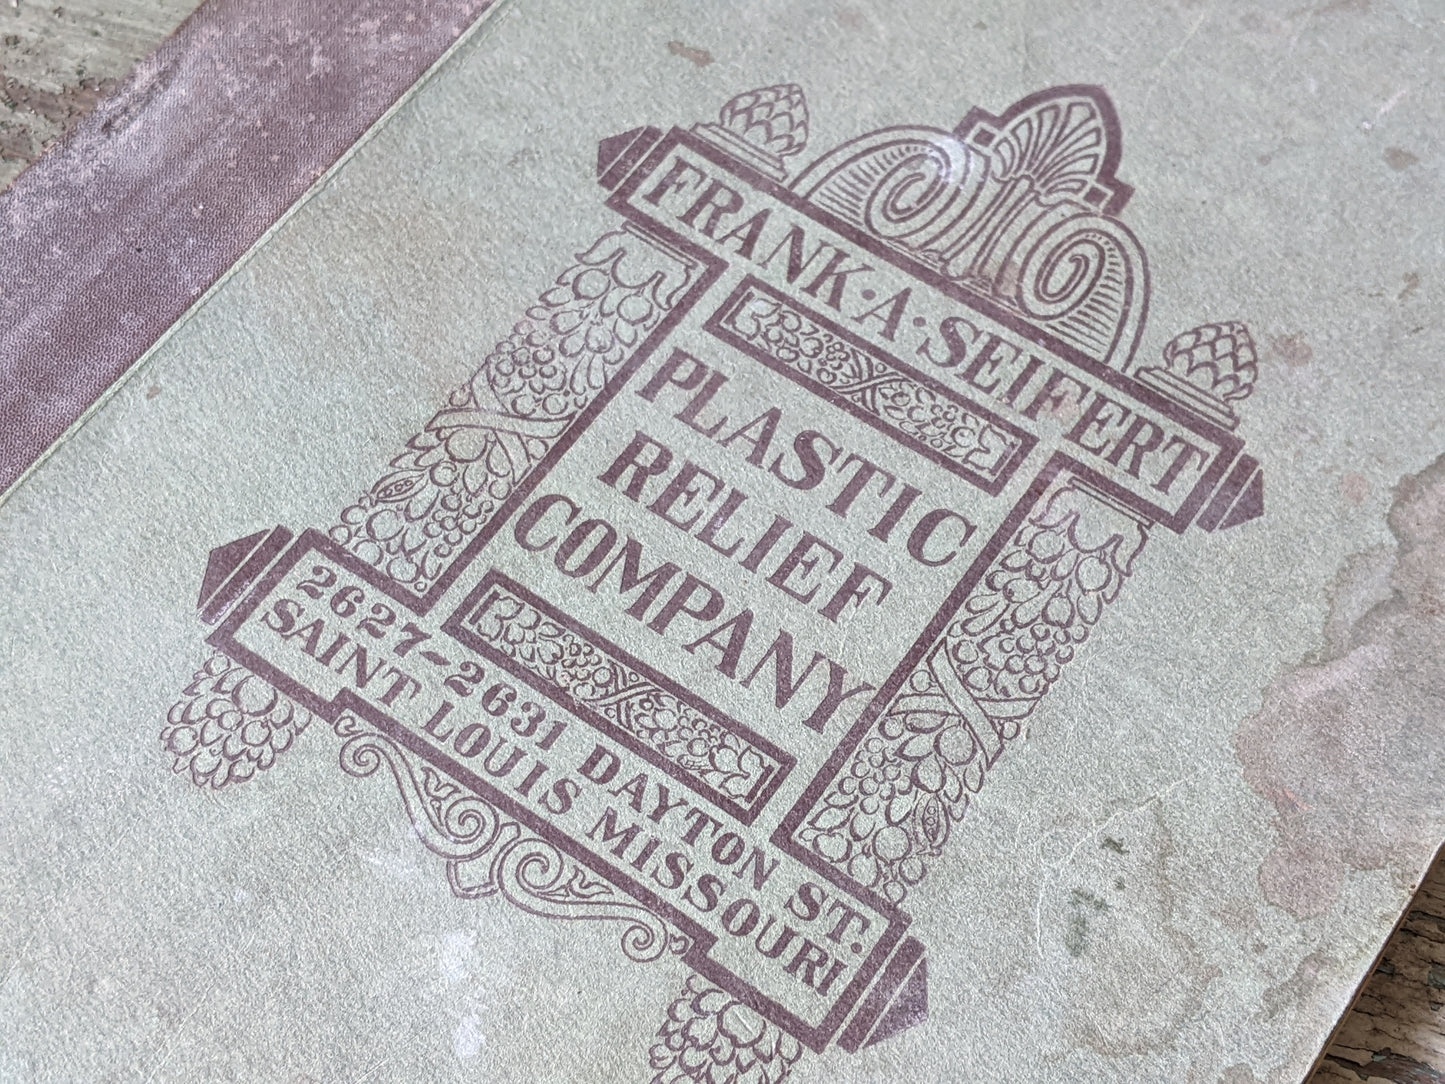 FRANK·A·SEIFERT
PLASTIC
RELIEF
COMPANY
2627-2631 DAYTON ST.
SAINT LOUIS MISSOURI